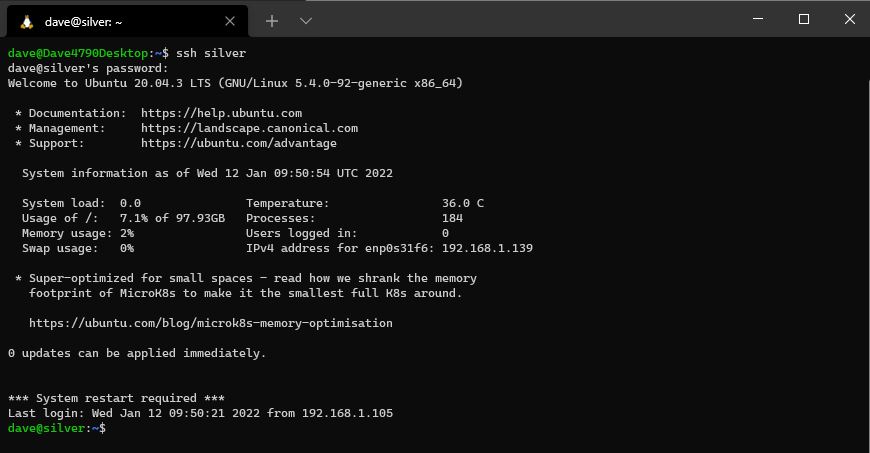 dave@silver: ~
dave@Dave4790Desktop:~$ ssh silver
dave@silver's password:
Welcome to Ubuntu 20.04.3 LTS (GNU/Linux 5.4.0-92-generic x86_64)
* Documentation:  https://help.ubuntu.com
* Management:     https://landscape.canonical.com
* Support:        https://ubuntu.com/advantage
System information as of Wed 12 Jan 09:50:54 UTC 2022
System load:  0.0               Temperature:                 36.0 C
Usage of /:   7.1% of 97.93GB   Processes:                   184
Memory usage: 2%                Users logged in:             0
Swap usage:   0%                IPv4 address for enp0s31f6: 192.168.1.139
* Super-optimized for small spaces - read how we shrank the memory
footprint of MicroK8s to make it the smallest full K8s around.
https://ubuntu.com/blog/microk8s-memory-optimisation
0 updates can be applied immediately.
*** System restart required ***
Last login: Wed Jan 12 09:50:21 2022 from 192.168.1.105
dave@silver:~$